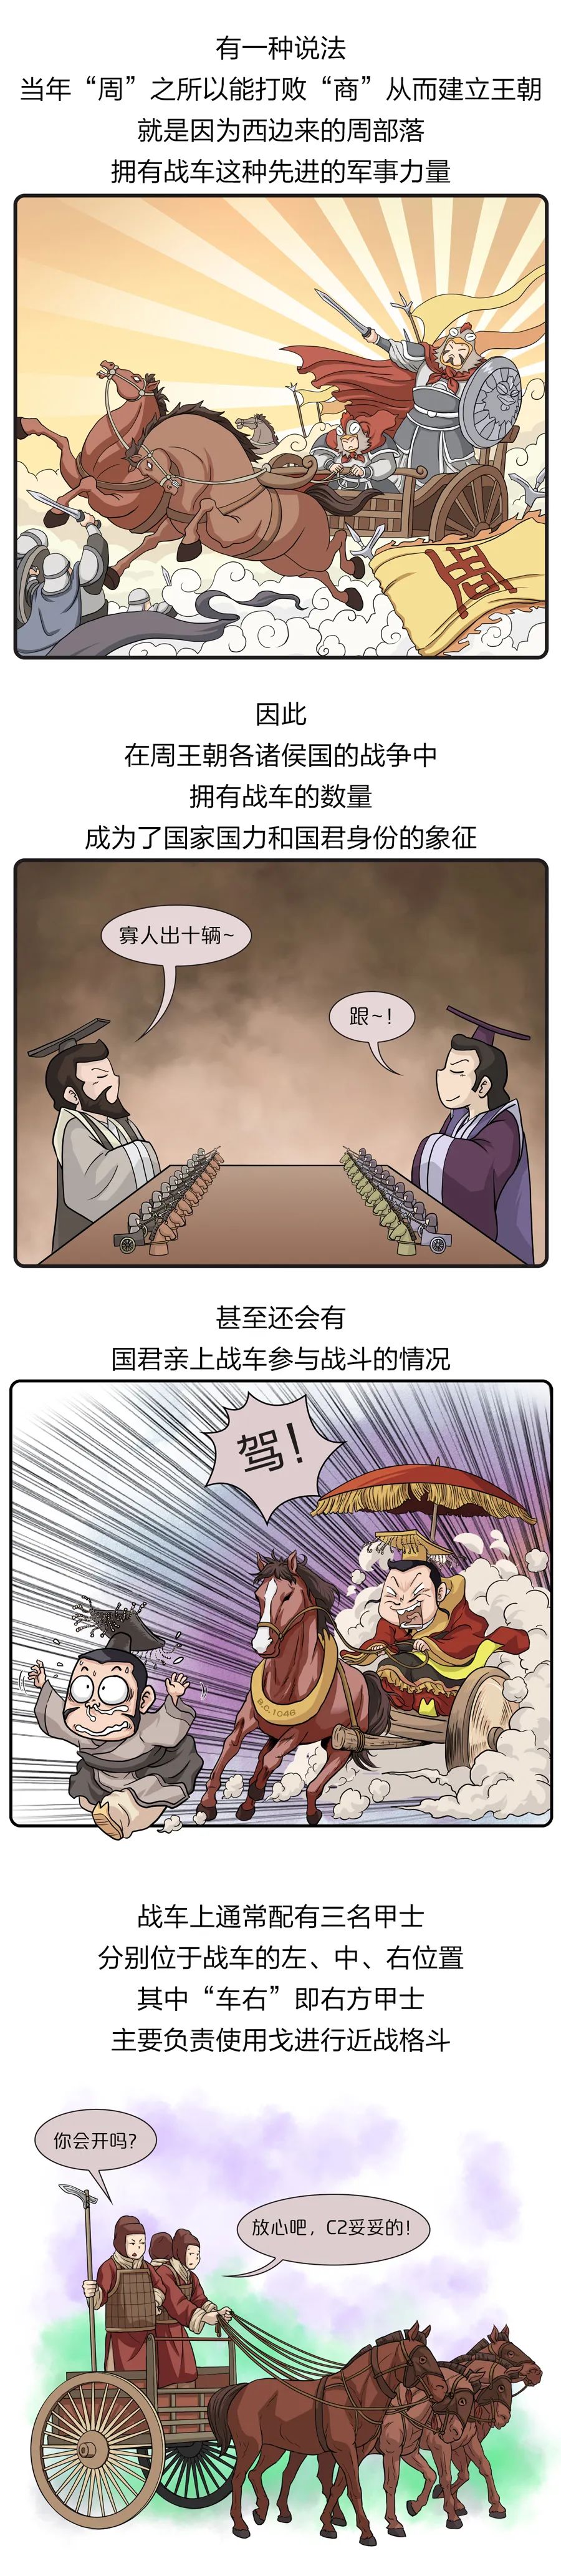 有一种说法
当年“周”之所以能打败“商”从而建立王朝
就是因为西边来的周部落
拥有战车这种先进的军事力量
周
因此
在周王朝各诸侯国的战争中
拥有战车的数量
成为了国家国力和国君身份的象征
寡人出十辆~
跟~!
甚至还会有
国君亲上战车参与战斗的情况
驾!
B.C.1046
战车上通常配有三名甲士
分别位于战车的左、中、右位置
其中“车右”即右方甲士
主要负责使用戈进行近战格斗
你会开吗?
放心吧，C2妥妥的!